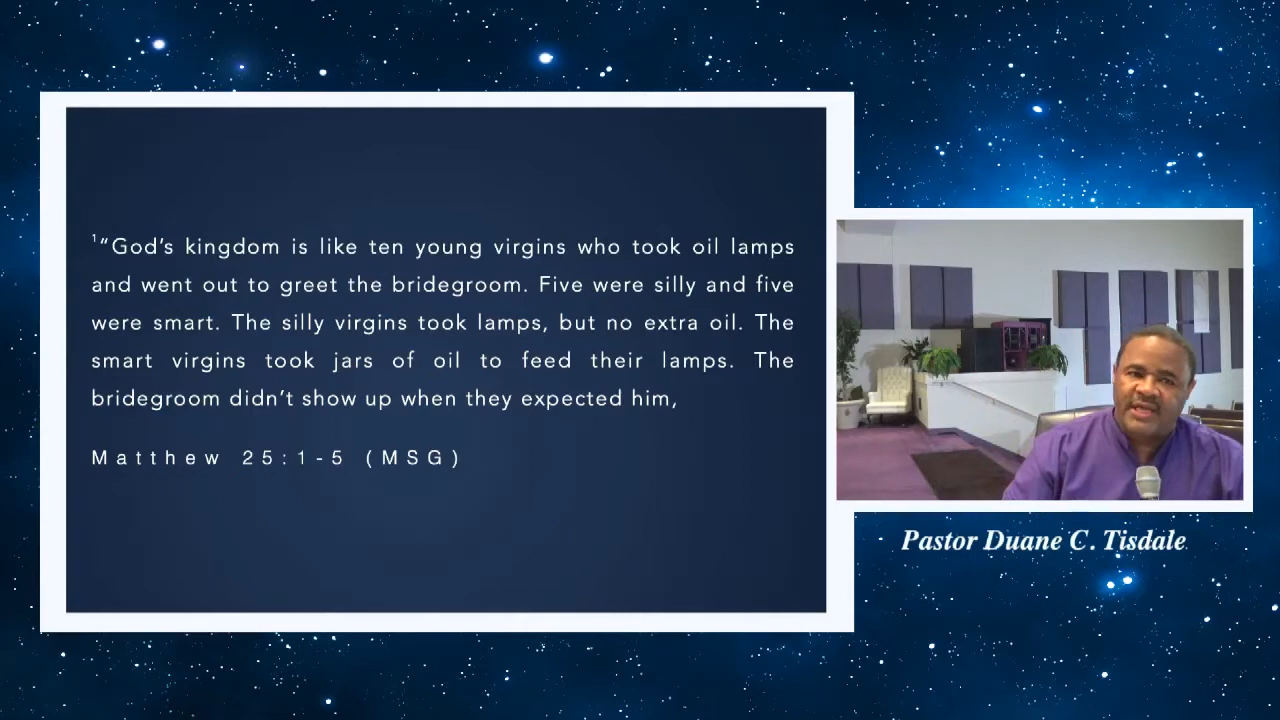 ¹“God’s kingdom is like ten young virgins who took oil lamps
and went out to greet the bridegroom. Five were silly and five
were smart. The silly virgins took lamps, but no extra oil. The
smart virgins took jars of oil to feed their lamps. The
bridegroom didn’t show up when they expected him,
Matthew 25:1-5 (MSG)
Pastor Duane C. Tisdale